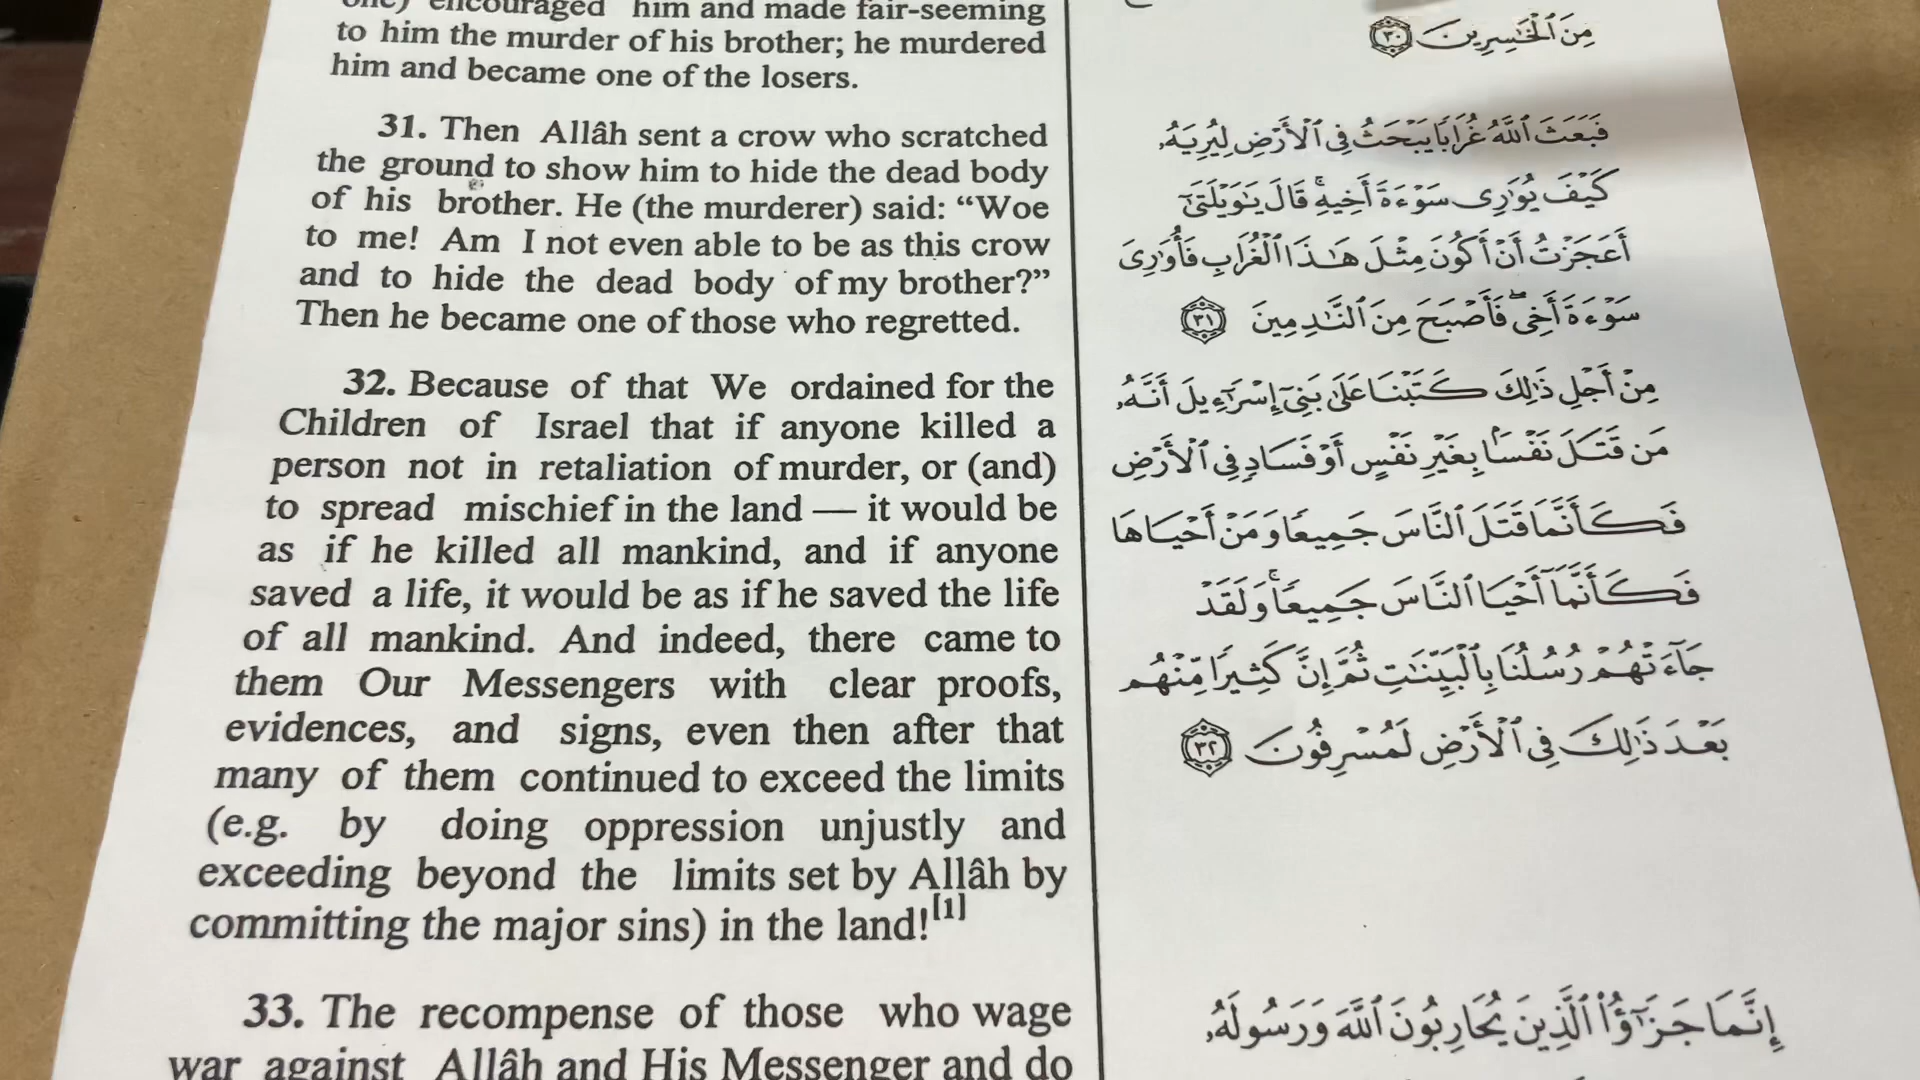 one) encouraged him and made fair-seeming
to him the murder of his brother; he murdered
him and became one of the losers.
31. Then Allâh sent a crow who scratched
the ground to show him to hide the dead body
of his brother. He (the murderer) said: “Woe
to me! Am I not even able to be as this crow
and to hide the dead body of my brother?”
Then he became one of those who regretted.
32. Because of that We ordained for the
Children of Israel that if anyone killed a
person not in retaliation of murder, or (and)
to spread mischief in the land — it would be
as if he killed all mankind, and if anyone
saved a life, it would be as if he saved the life
of all mankind. And indeed, there came to
them Our Messengers with clear proofs,
evidences, and signs, even then after that
many of them continued to exceed the limits
(e.g. by doing oppression unjustly and
exceeding beyond the limits set by Allâh by
committing the major sins) in the land![1]
33. The recompense of those who wage
war against Allâh and His Messenger and do
مِنَ ٱلْخَـٰسِرِينَ ٣٠
فَبَعَثَ ٱللَّهُ غُرَابًا يَبْحَثُ فِى ٱلْأَرْضِ لِيُرِيَهُۥ
كَيْفَ يُوَٰرِى سَوْءَةَ أَخِيهِ ۚ قَالَ يَـٰوَيْلَتَىٰٓ
أَعَجَزْتُ أَنْ أَكُونَ مِثْلَ هَـٰذَا ٱلْغُرَابِ فَأُوَٰرِىَ
سَوْءَةَ أَخِى ۖ فَأَصْبَحَ مِنَ ٱلنَّـٰدِمِينَ ٣١
مِنْ أَجْلِ ذَٰلِكَ كَتَبْنَا عَلَىٰ بَنِىٓ إِسْرَٰٓءِيلَ أَنَّهُۥ
مَن قَتَلَ نَفْسًۢا بِغَيْرِ نَفْسٍ أَوْ فَسَادٍ فِى ٱلْأَرْضِ
فَكَأَنَّمَا قَتَلَ ٱلنَّاسَ جَمِيعًا وَمَنْ أَحْيَاهَا
فَكَأَنَّمَآ أَحْيَا ٱلنَّاسَ جَمِيعًا ۚ وَلَقَدْ
جَآءَتْهُمْ رُسُلُنَا بِٱلْبَيِّنَـٰتِ ثُمَّ إِنَّ كَثِيرًا مِّنْهُم
بَعْدَ ذَٰلِكَ فِى ٱلْأَرْضِ لَمُسْرِفُونَ ٣٢
إِنَّمَا جَزَٰٓؤُا۟ ٱلَّذِينَ يُحَارِبُونَ ٱللَّهَ وَرَسُولَهُۥ